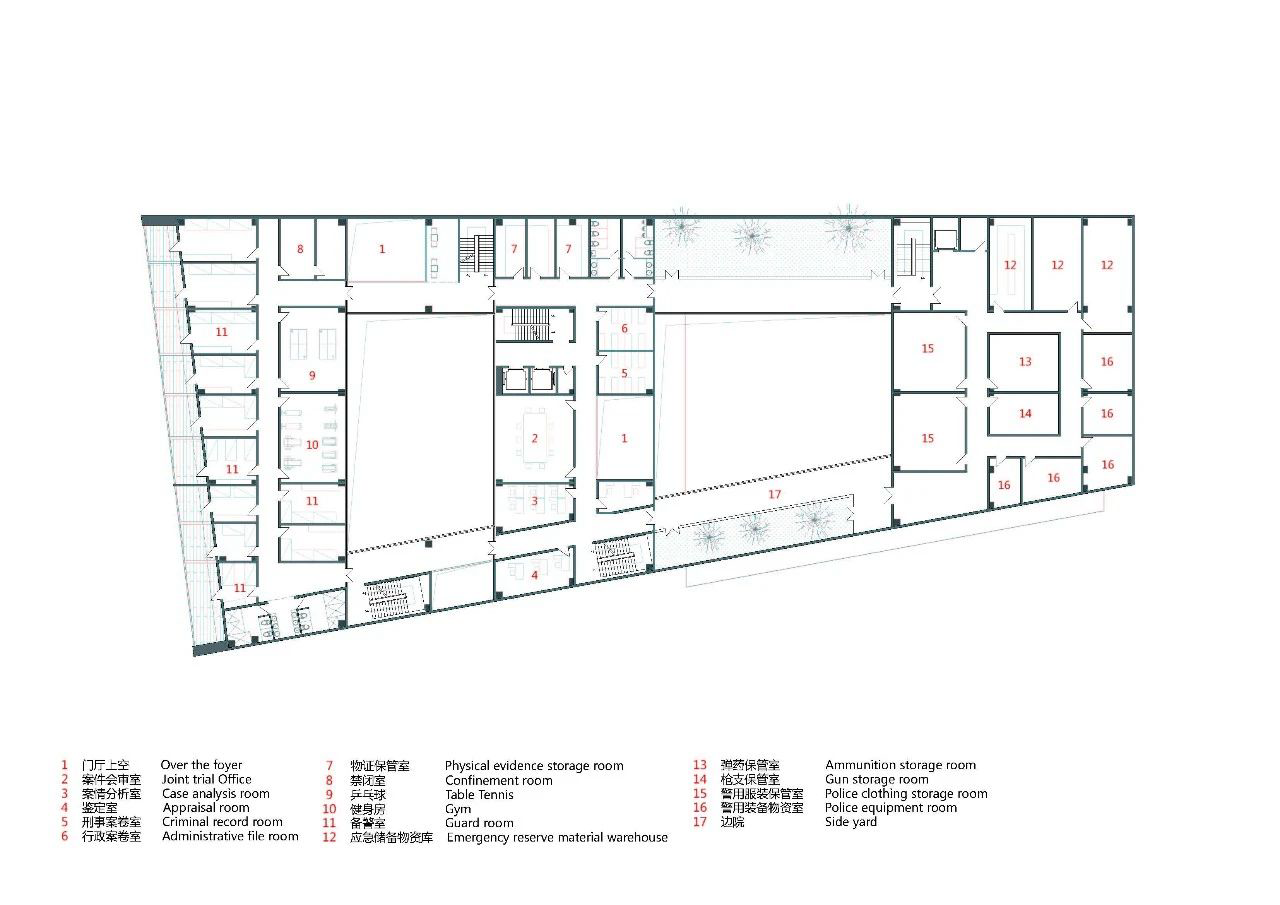 8
1
7
7
12
12
12
11
6
9
5
15
13
16
10
2
1
15
14
16
11
11
3
17
16
16
16
11
4
1 门厅上空 Over the foyer
2 案件会审室 Joint trial Office
3 案情分析室 Case analysis room
4 鉴定室 Appraisal room
5 刑事案卷室 Criminal record room
6 行政案卷室 Administrative file room
7 物证保管室 Physical evidence storage room
8 禁闭室 Confinement room
9 乒乓球 Table Tennis
10 健身房 Gym
11 备警室 Guard room
12 应急储备物资库 Emergency reserve material warehouse
13 弹药保管室 Ammunition storage room
14 枪支保管室 Gun storage room
15 警用服装保管室 Police clothing storage room
16 警用装备物资室 Police equipment room
17 边院 Side yard